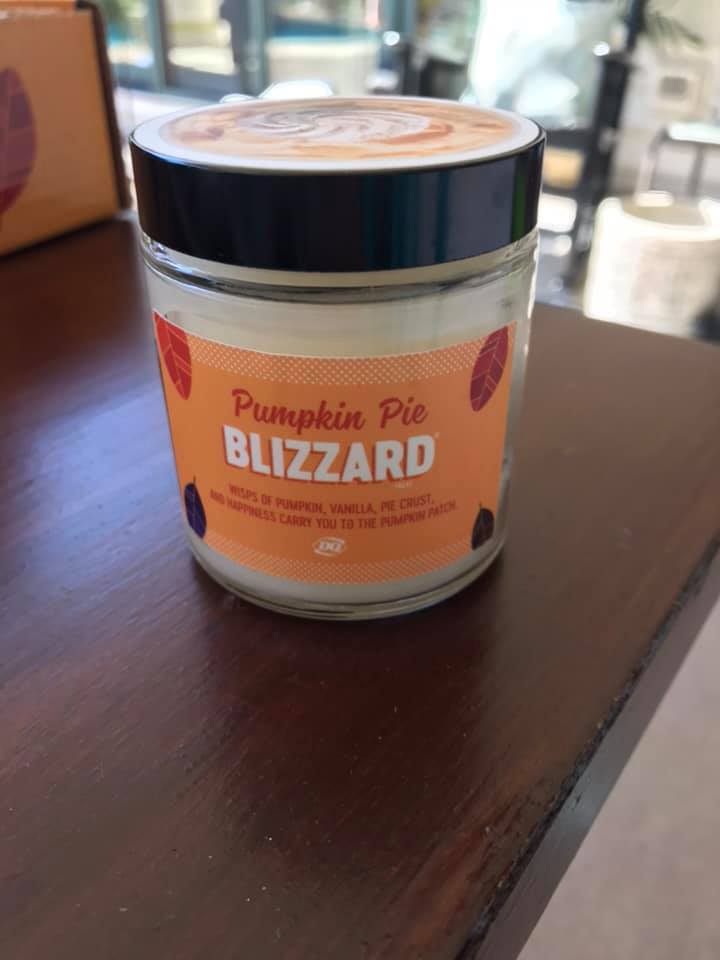 Pumpkin Pie
BLIZZARD®
WISPS OF PUMPKIN, VANILLA, PIE CRUST,
AND HAPPINESS CARRY YOU TO THE PUMPKIN PATCH.
DQ